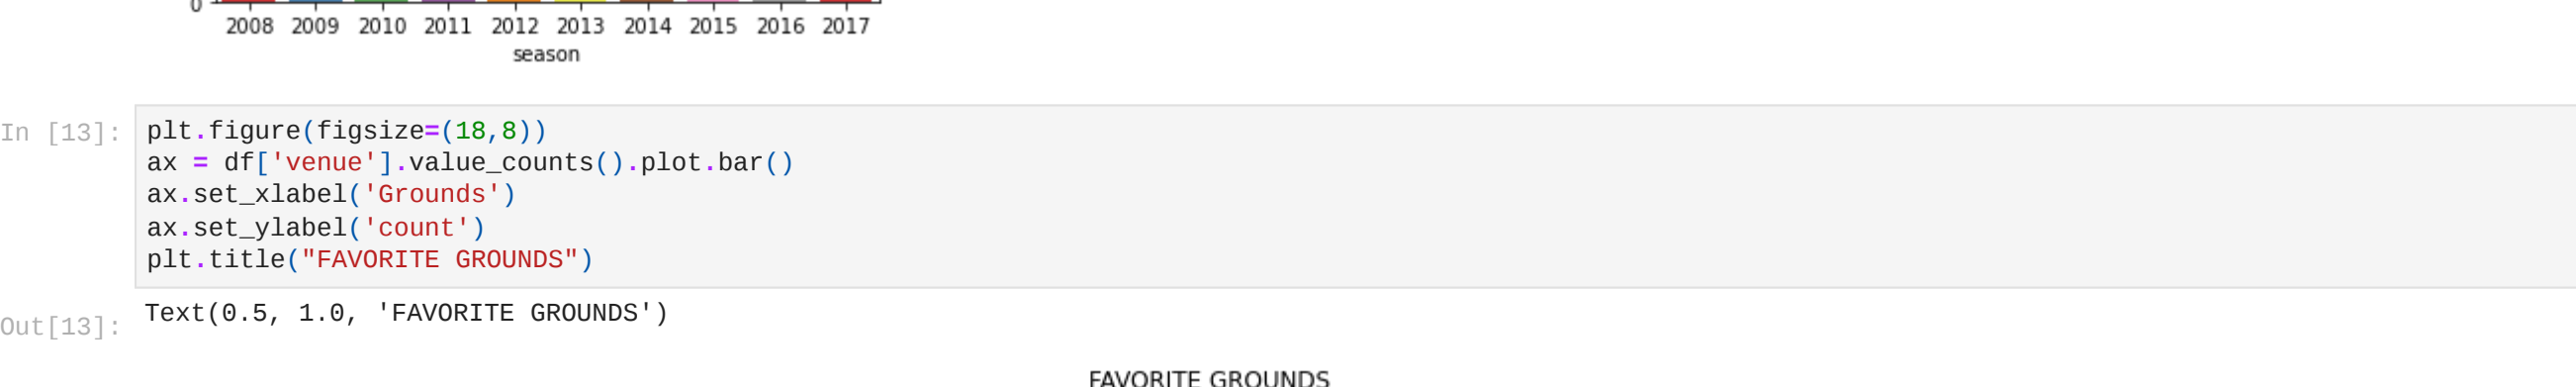 0
2008 2009 2010 2011 2012 2013 2014 2015 2016 2017
season
In [13]:
plt.figure(figsize=(18,8))
ax = df['venue'].value_counts().plot.bar()
ax.set_xlabel('Grounds')
ax.set_ylabel('count')
plt.title("FAVORITE GROUNDS")
Out[13]:
Text(0.5, 1.0, 'FAVORITE GROUNDS')
FAVORITE GROUNDS